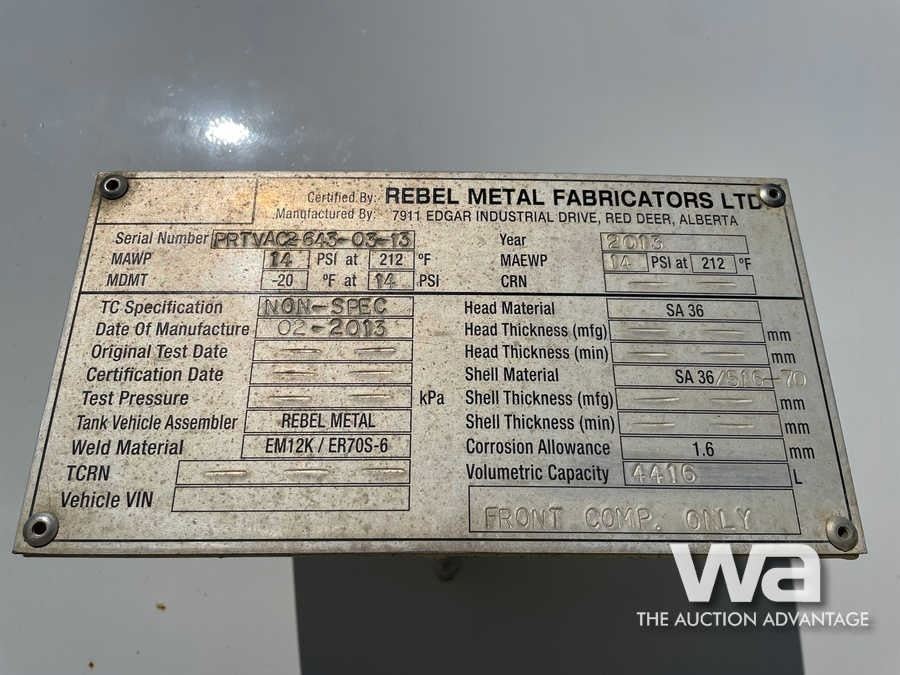 Certified By: REBEL METAL FABRICATORS LTD
Manufactured By: 7911 EDGAR INDUSTRIAL DRIVE, RED DEER, ALBERTA
Serial Number PRTVAC2-643-03-13 Year 2013
MAWP 14 PSI at 212 °F MAEWP 14 PSI at 212 °F
MDMT -20 °F at 14 PSI CRN — —
TC Specification NON-SPEC Head Material SA 36
Date Of Manufacture 02-2013 Head Thickness (mfg) — — mm
Original Test Date — — Head Thickness (min) — — mm
Certification Date — — Shell Material SA 36/516-70
Test Pressure — — kPa Shell Thickness (mfg) — — mm
Tank Vehicle Assembler REBEL METAL Shell Thickness (min) — — mm
Weld Material EM12K / ER70S-6 Corrosion Allowance 1.6 mm
TCRN — — — Volumetric Capacity 4416 L
Vehicle VIN
FRONT COMP. ONLY
wa
THE AUCTION ADVANTAGE